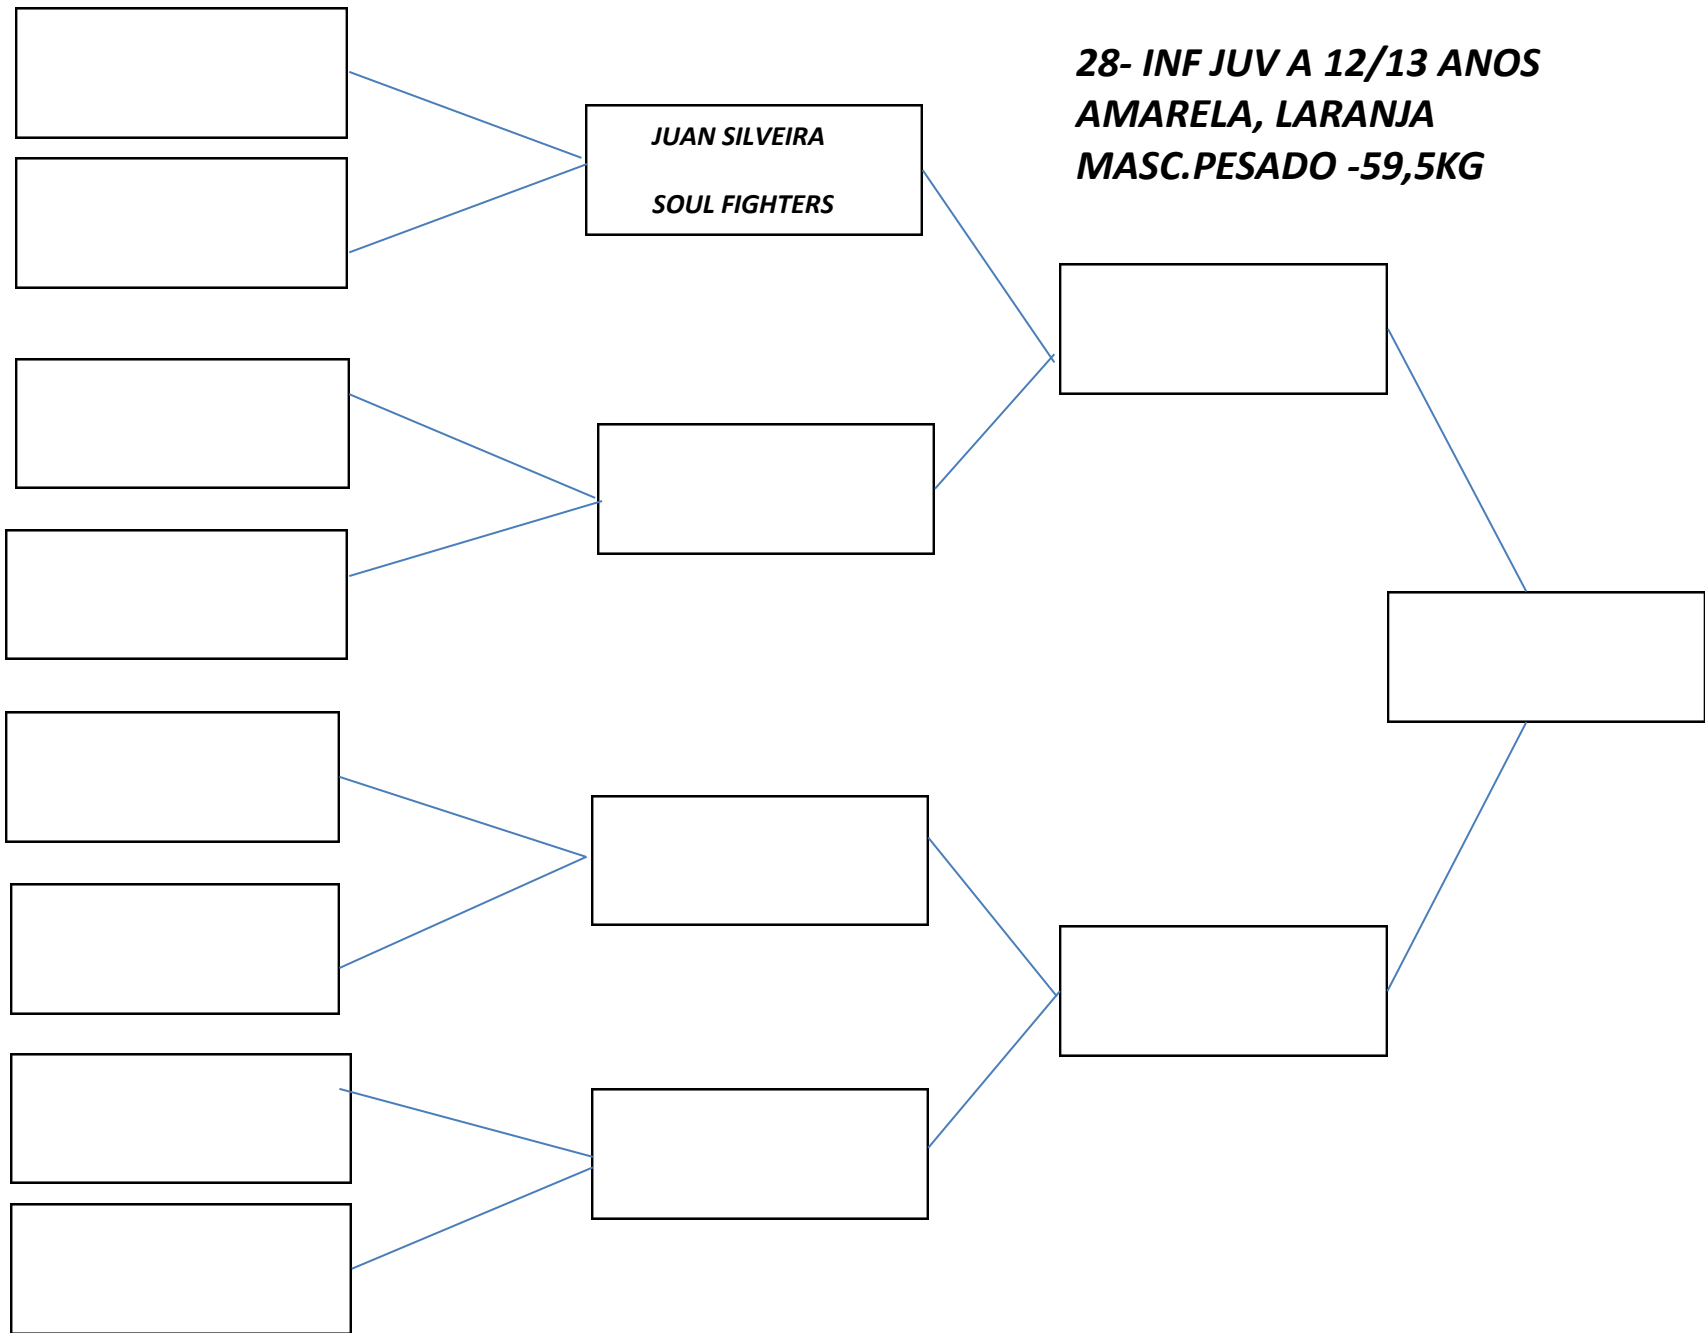 28- INF JUV A 12/13 ANOS
AMARELA, LARANJA
MASC.PESADO -59,5KG
JUAN SILVEIRA
SOUL FIGHTERS